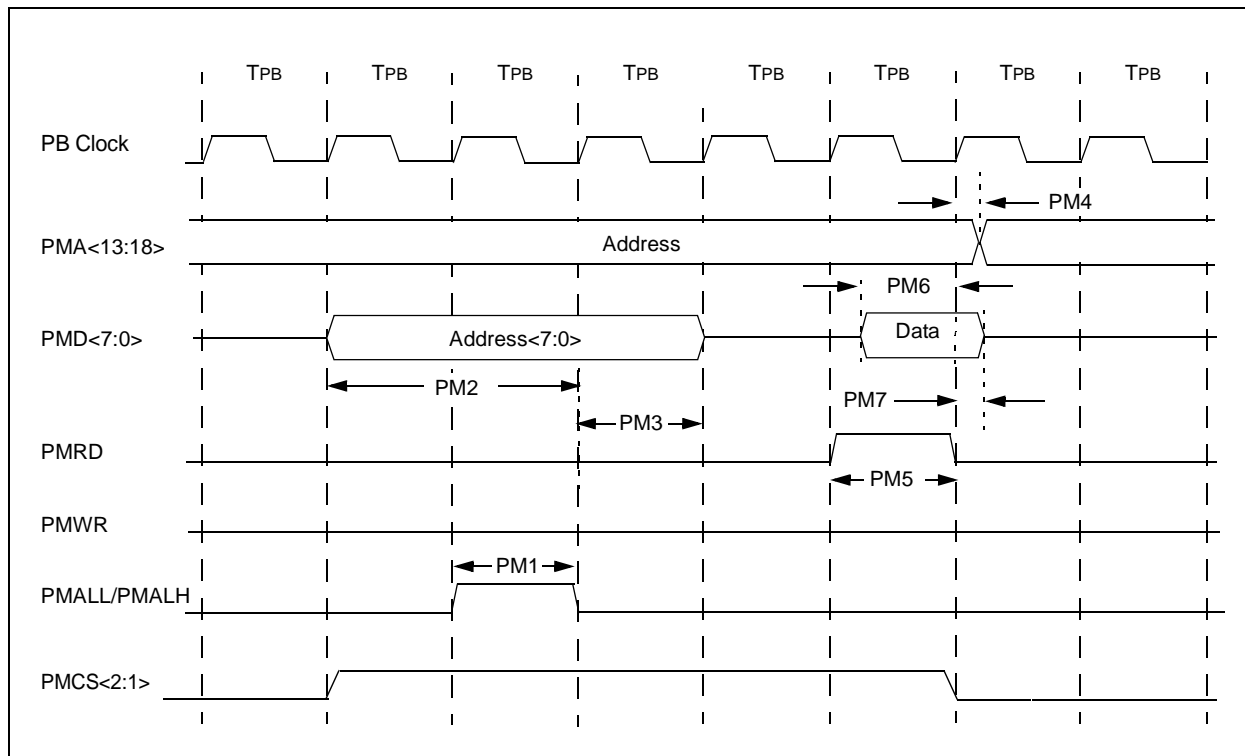 TPB TPB TPB TPB TPB TPB TPB TPB
PB Clock
PM4
PMA<13:18>
Address
PM6
PMD<7:0>
Address<7:0>
Data
PM2
PM7
PM3
PMRD
PM5
PMWR
PM1
PMALL/PMALH
PMCS<2:1>